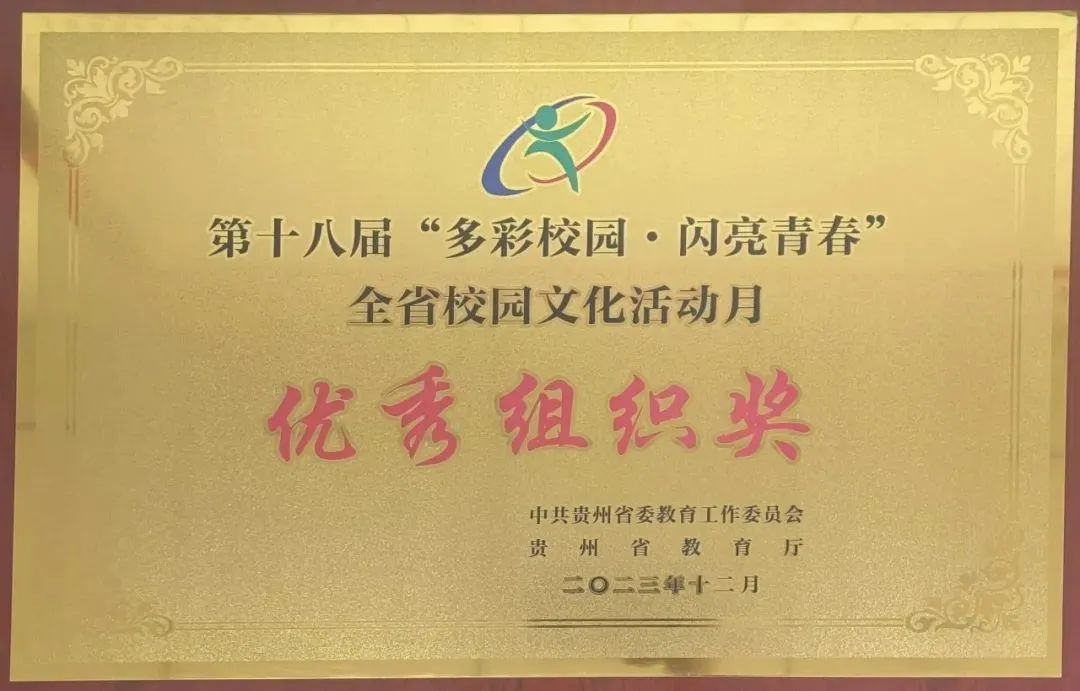 第十八届“多彩校园·闪亮青春”
全省校园文化活动月
优秀组织奖
中共贵州省委教育工作委员会
贵州省教育厅
二〇二三年十二月